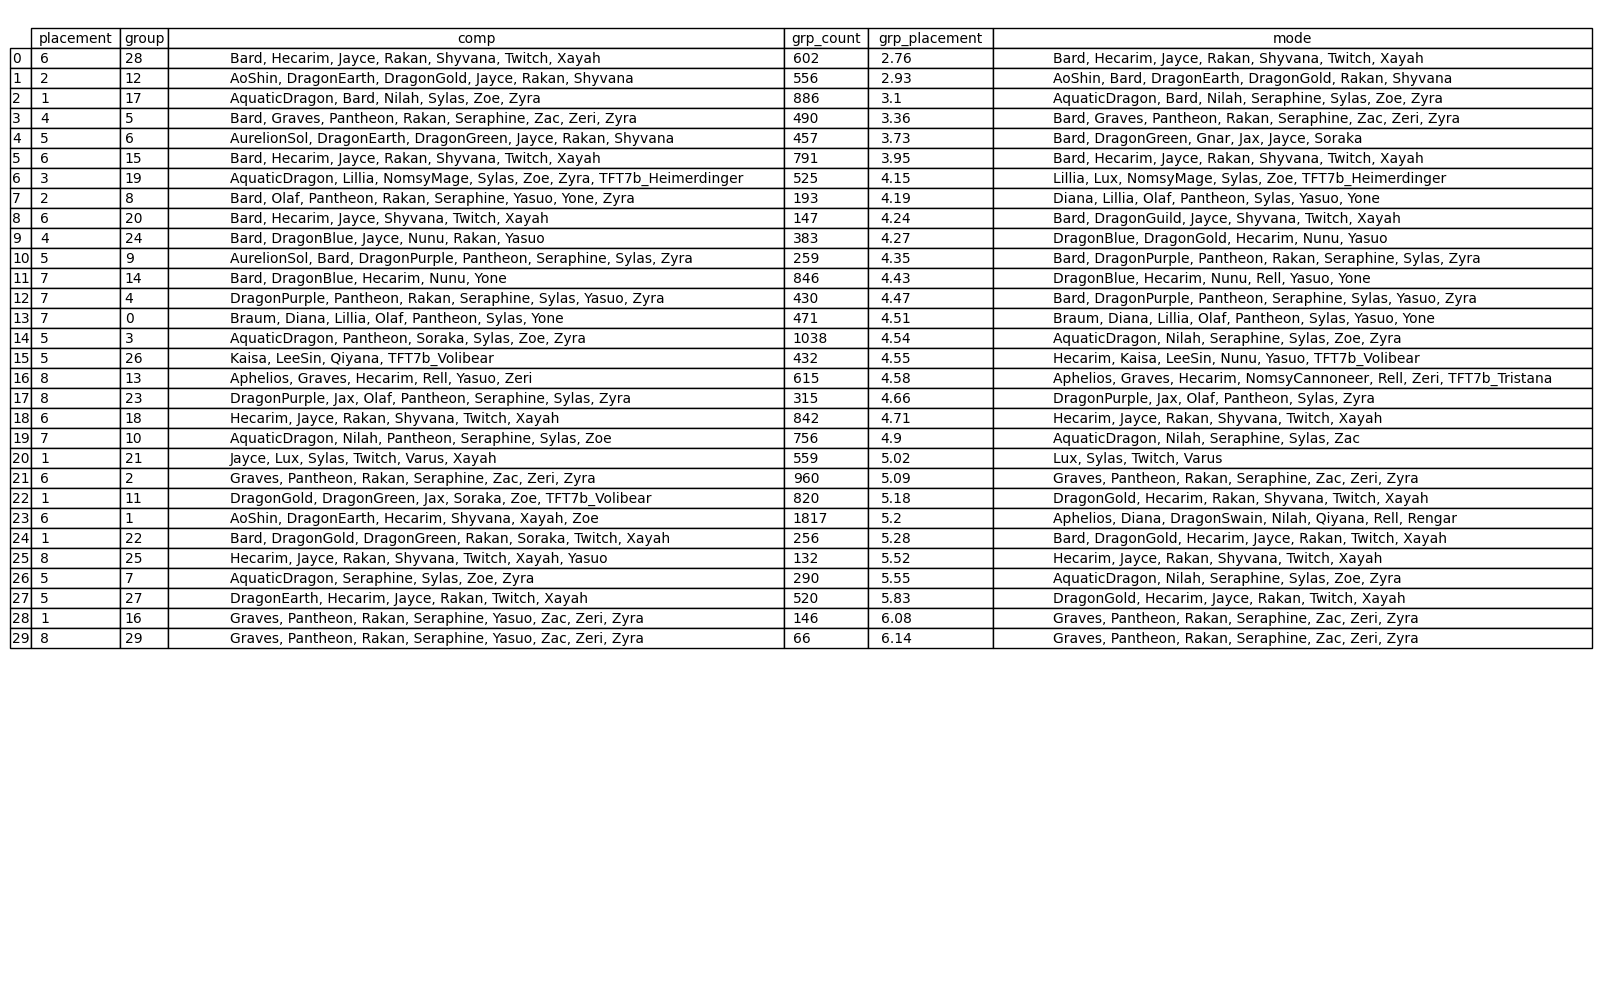 placement group comp grp_count grp_placement mode
0 6 28 Bard, Hecarim, Jayce, Rakan, Shyvana, Twitch, Xayah 602 2.76 Bard, Hecarim, Jayce, Rakan, Shyvana, Twitch, Xayah
1 2 12 AoShin, DragonEarth, DragonGold, Jayce, Rakan, Shyvana 556 2.93 AoShin, Bard, DragonEarth, DragonGold, Rakan, Shyvana
2 1 17 AquaticDragon, Bard, Nilah, Sylas, Zoe, Zyra 886 3.1 AquaticDragon, Bard, Nilah, Seraphine, Sylas, Zoe, Zyra
3 4 5 Bard, Graves, Pantheon, Rakan, Seraphine, Zac, Zeri, Zyra 490 3.36 Bard, Graves, Pantheon, Rakan, Seraphine, Zac, Zeri, Zyra
4 5 6 AurelionSol, DragonEarth, DragonGreen, Jayce, Rakan, Shyvana 457 3.73 Bard, DragonGreen, Gnar, Jax, Jayce, Soraka
5 6 15 Bard, Hecarim, Jayce, Rakan, Shyvana, Twitch, Xayah 791 3.95 Bard, Hecarim, Jayce, Rakan, Shyvana, Twitch, Xayah
6 3 19 AquaticDragon, Lillia, NomsyMage, Sylas, Zoe, Zyra, TFT7b_Heimerdinger 525 4.15 Lillia, Lux, NomsyMage, Sylas, Zoe, TFT7b_Heimerdinger
7 2 8 Bard, Olaf, Pantheon, Rakan, Seraphine, Yasuo, Yone, Zyra 193 4.19 Diana, Lillia, Olaf, Pantheon, Sylas, Yasuo, Yone
8 6 20 Bard, Hecarim, Jayce, Shyvana, Twitch, Xayah 147 4.24 Bard, DragonGuild, Jayce, Shyvana, Twitch, Xayah
9 4 24 Bard, DragonBlue, Jayce, Nunu, Rakan, Yasuo 383 4.27 DragonBlue, DragonGold, Hecarim, Nunu, Yasuo
10 5 9 AurelionSol, Bard, DragonPurple, Pantheon, Seraphine, Sylas, Zyra 259 4.35 Bard, DragonPurple, Pantheon, Rakan, Seraphine, Sylas, Zyra
11 7 14 Bard, DragonBlue, Hecarim, Nunu, Yone 846 4.43 DragonBlue, Hecarim, Nunu, Rell, Yasuo, Yone
12 7 4 DragonPurple, Pantheon, Rakan, Seraphine, Sylas, Yasuo, Zyra 430 4.47 Bard, DragonPurple, Pantheon, Seraphine, Sylas, Yasuo, Zyra
13 7 0 Braum, Diana, Lillia, Olaf, Pantheon, Sylas, Yone 471 4.51 Braum, Diana, Lillia, Olaf, Pantheon, Sylas, Yasuo, Yone
14 5 3 AquaticDragon, Pantheon, Soraka, Sylas, Zoe, Zyra 1038 4.54 AquaticDragon, Nilah, Seraphine, Sylas, Zoe, Zyra
15 5 26 Kaisa, LeeSin, Qiyana, TFT7b_Volibear 432 4.55 Hecarim, Kaisa, LeeSin, Nunu, Yasuo, TFT7b_Volibear
16 8 13 Aphelios, Graves, Hecarim, Rell, Yasuo, Zeri 615 4.58 Aphelios, Graves, Hecarim, NomsyCannoneer, Rell, Zeri, TFT7b_Tristana
17 8 23 DragonPurple, Jax, Olaf, Pantheon, Seraphine, Sylas, Zyra 315 4.66 DragonPurple, Jax, Olaf, Pantheon, Sylas, Zyra
18 6 18 Hecarim, Jayce, Rakan, Shyvana, Twitch, Xayah 842 4.71 Hecarim, Jayce, Rakan, Shyvana, Twitch, Xayah
19 7 10 AquaticDragon, Nilah, Pantheon, Seraphine, Sylas, Zoe 756 4.9 AquaticDragon, Nilah, Seraphine, Sylas, Zac
20 1 21 Jayce, Lux, Sylas, Twitch, Varus, Xayah 559 5.02 Lux, Sylas, Twitch, Varus
21 6 2 Graves, Pantheon, Rakan, Seraphine, Zac, Zeri, Zyra 960 5.09 Graves, Pantheon, Rakan, Seraphine, Zac, Zeri, Zyra
22 1 11 DragonGold, DragonGreen, Jax, Soraka, Zoe, TFT7b_Volibear 820 5.18 DragonGold, Hecarim, Rakan, Shyvana, Twitch, Xayah
23 6 1 AoShin, DragonEarth, Hecarim, Shyvana, Xayah, Zoe 1817 5.2 Aphelios, Diana, DragonSwain, Nilah, Qiyana, Rell, Rengar
24 1 22 Bard, DragonGold, DragonGreen, Rakan, Soraka, Twitch, Xayah 256 5.28 Bard, DragonGold, Hecarim, Jayce, Rakan, Twitch, Xayah
25 8 25 Hecarim, Jayce, Rakan, Shyvana, Twitch, Xayah, Yasuo 132 5.52 Hecarim, Jayce, Rakan, Shyvana, Twitch, Xayah
26 5 7 AquaticDragon, Seraphine, Sylas, Zoe, Zyra 290 5.55 AquaticDragon, Nilah, Seraphine, Sylas, Zoe, Zyra
27 5 27 DragonEarth, Hecarim, Jayce, Rakan, Twitch, Xayah 520 5.83 DragonGold, Hecarim, Jayce, Rakan, Twitch, Xayah
28 1 16 Graves, Pantheon, Rakan, Seraphine, Yasuo, Zac, Zeri, Zyra 146 6.08 Graves, Pantheon, Rakan, Seraphine, Zac, Zeri, Zyra
29 8 29 Graves, Pantheon, Rakan, Seraphine, Yasuo, Zac, Zeri, Zyra 66 6.14 Graves, Pantheon, Rakan, Seraphine, Zac, Zeri, Zyra